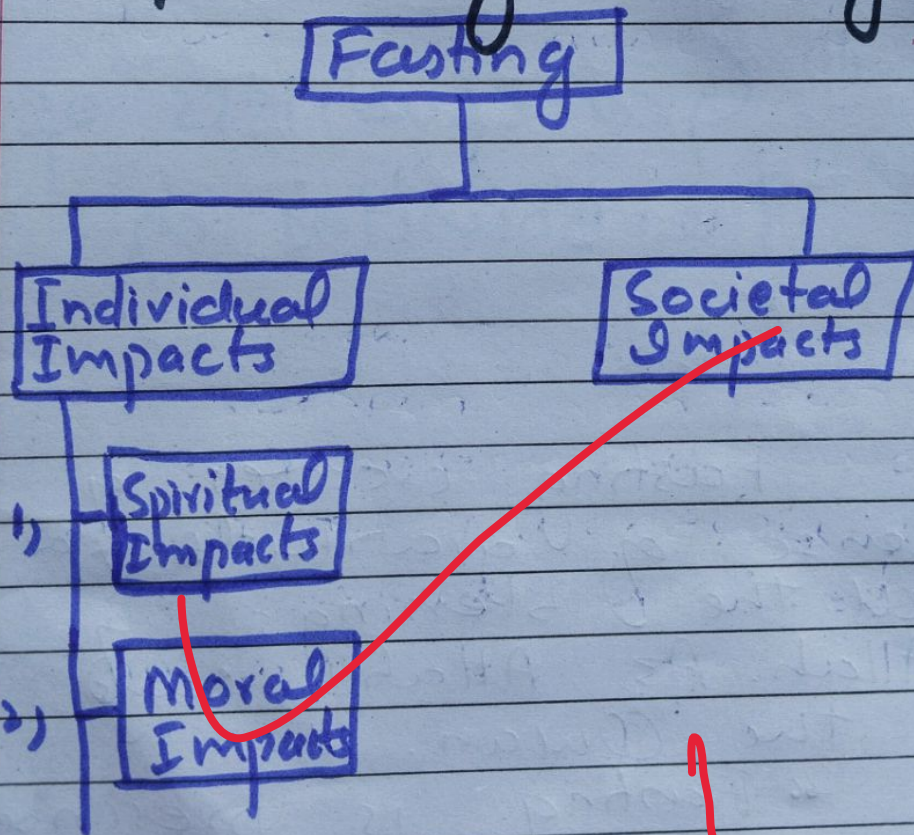 Fasting
Individual
Impacts
Societal
Impacts
1) Spiritual
Impacts
2) Moral
Impacts